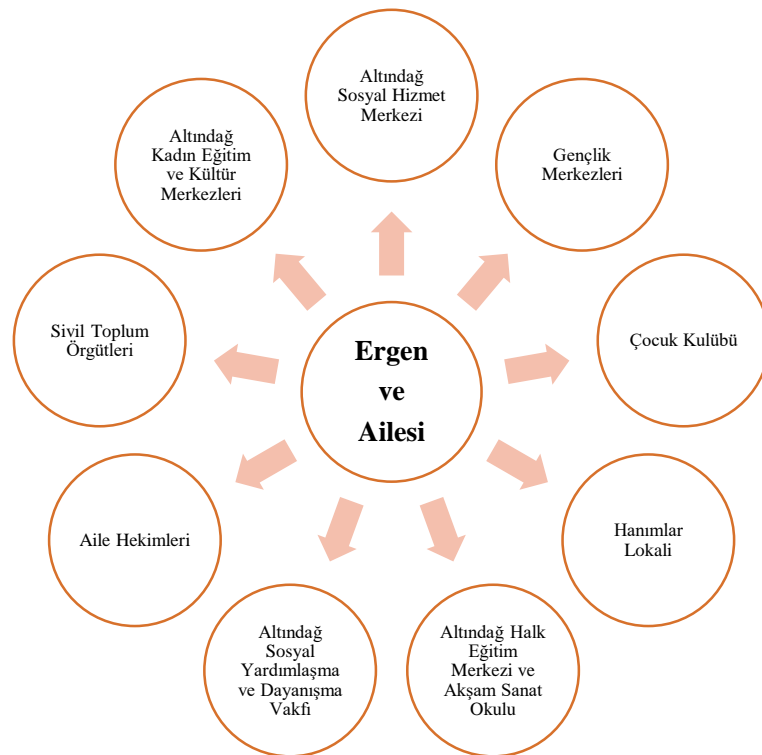 Altındağ
Sosyal Hizmet
Merkezi
Gençlik
Merkezleri
Çocuk Kulübü
Hanımlar
Lokali
Altındağ Halk
Eğitim
Merkezi ve
Akşam Sanat
Okulu
Altındağ
Sosyal
Yardımlaşma
ve Dayanışma
Vakfı
Aile Hekimleri
Sivil Toplum
Örgütleri
Altındağ
Kadın Eğitim
ve Kültür
Merkezleri
Ergen
ve
Ailesi